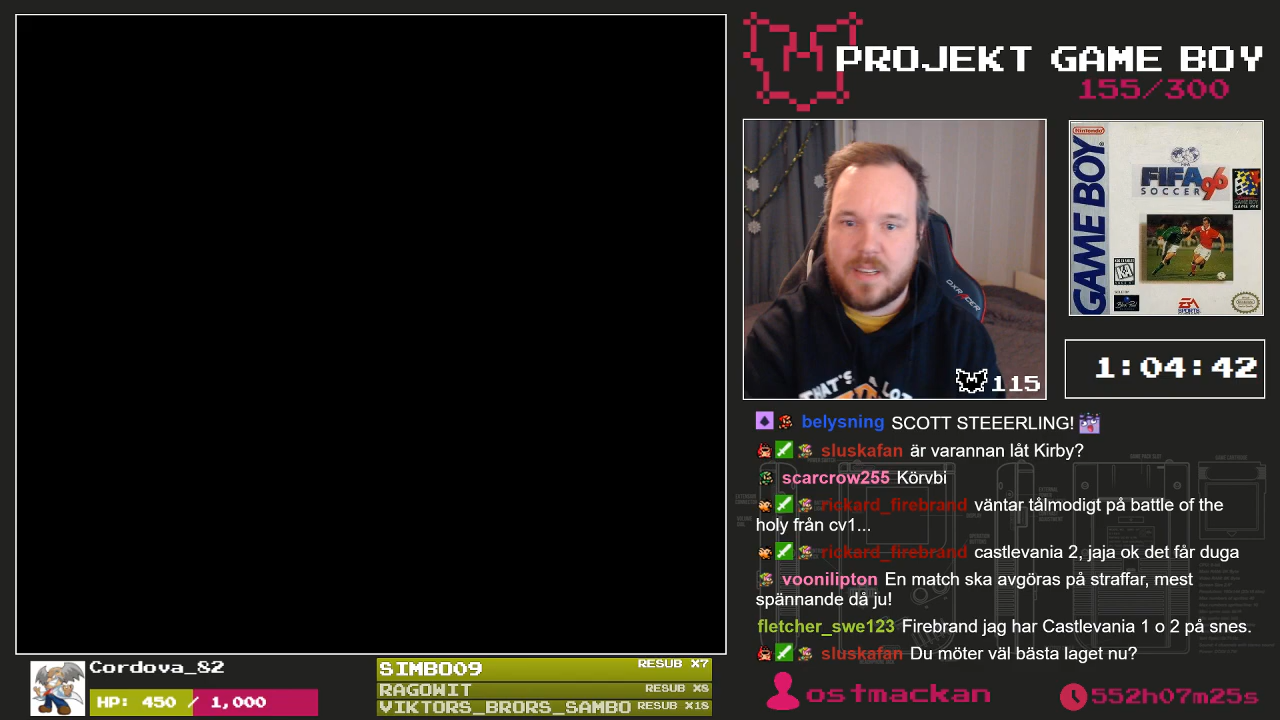 PROJEKT GAME BOY
155/300
Nintendo
GAME BOY
FIFA
SOCCER 96
KA
EA
SPORTS
DXRACER
THAT'S A LOT
115
1:04:42
belysning SCOTT STEEERLING!
sluskafan är varannan låt Kirby?
scarcrow255 Körvbi
rickard_firebrand väntar tålmodigt på battle of the
holy från cv1...
rickard_firebrand castlevania 2, jaja ok det får duga
voonilipton En match ska avgöras på straffar, mest
spännande då ju!
fletcher_swe123 Firebrand jag har Castlevania 1 o 2 på snes.
sluskafan Du möter väl bästa laget nu?
Cordova_82
HP: 450 / 1,000
SIMBO09 RESUB X7
RAGOWIT RESUB X8
VIKTORS_BRORS_SAMBO RESUB X18
ostmackan
552h07m25s